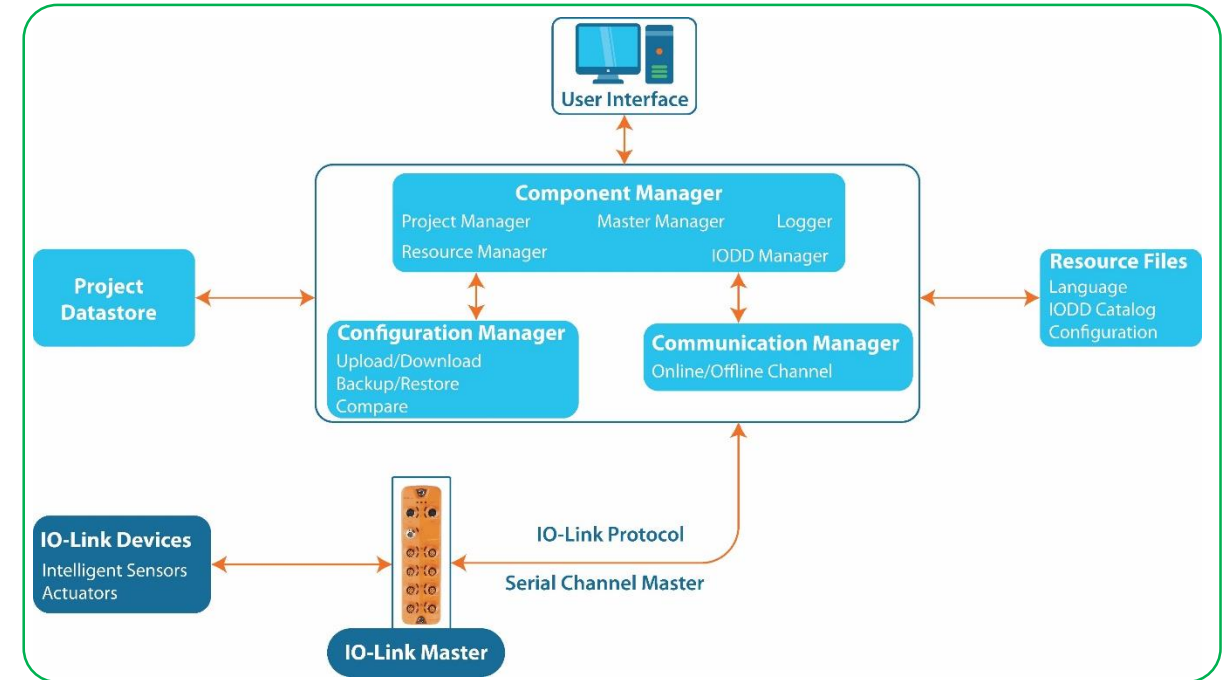 User Interface
Component Manager
Project Manager Master Manager Logger
Resource Manager IODD Manager
Project
Datastore
Resource Files
Language
IODD Catalog
Configuration
Configuration Manager
Upload/Download
Backup/Restore
Compare
Communication Manager
Online/Offline Channel
IO-Link Devices
Intelligent Sensors
Actuators
IO-Link Protocol
Serial Channel Master
IO-Link Master